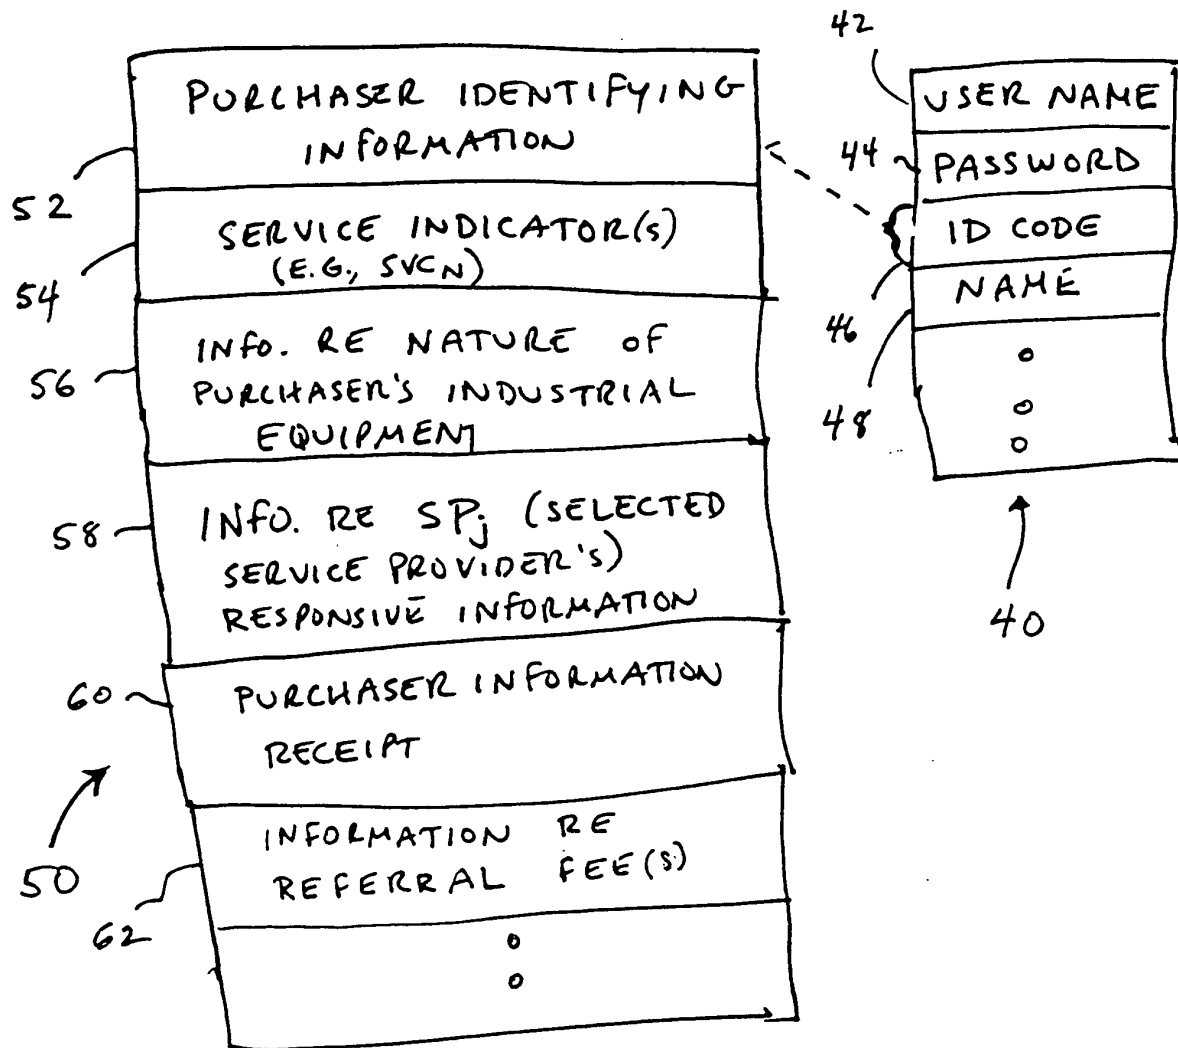 PURCHASER IDENTIFYING
INFORMATION
52
SERVICE INDICATOR(S)
(E.G., SVCN)
54
INFO. RE NATURE OF
PURCHASER'S INDUSTRIAL
EQUIPMENT
56
INFO. RE SPj (SELECTED
SERVICE PROVIDER'S)
RESPONSIVE INFORMATION
58
PURCHASER INFORMATION
RECEIPT
60
50
INFORMATION RE
REFERRAL FEE(S)
62
42
USER NAME
44
PASSWORD
ID CODE
46
NAME
48
40